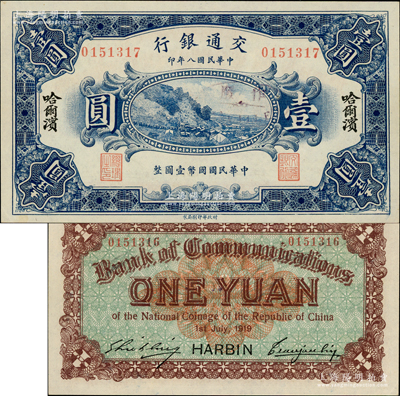 行銀通交
0151317 0151317
印年八國民華中
壹圓 壹圓
哈爾濱 哈爾濱
圓 壹
整圓壹幣國國民華中
0151316 0151316
Bank of Communications
ONE YUAN
of the National Coinage of the Republic of China
1st July, 1919
HARBIN